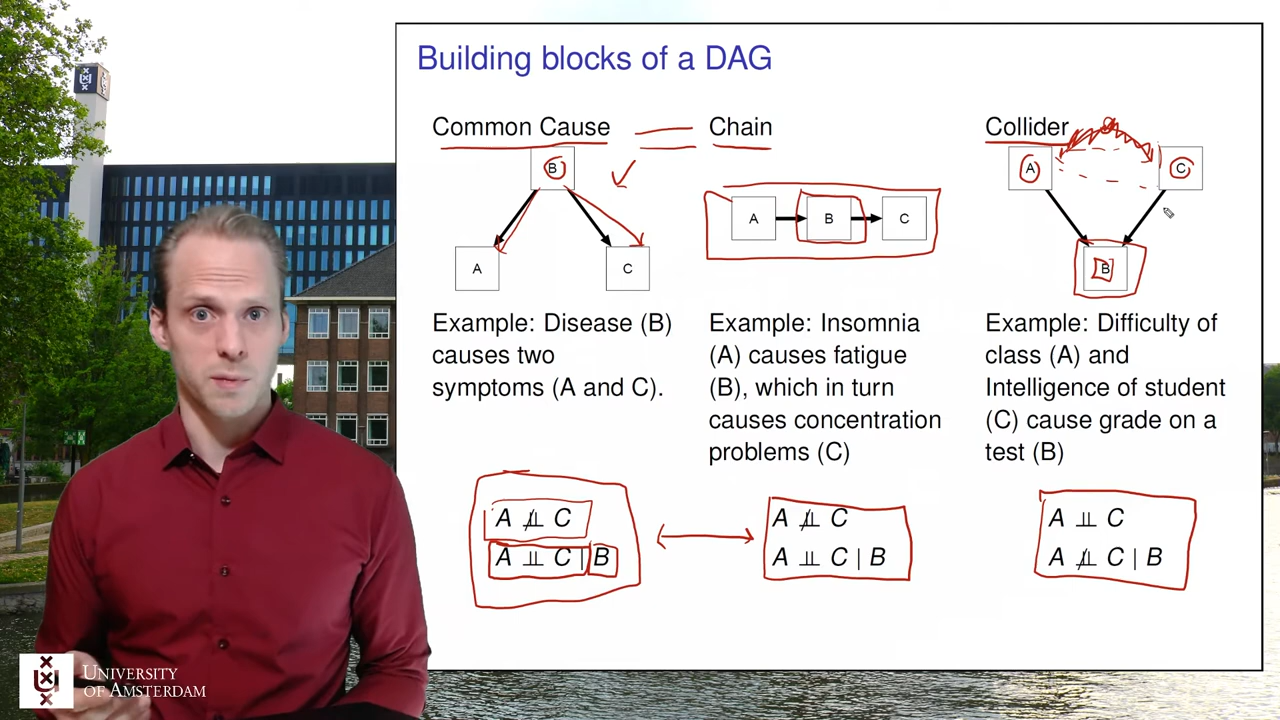 Building blocks of a DAG
Common Cause
B
A
C
Example: Disease (B)
causes two
symptoms (A and C).
A ⫫̸ C
A ⫫ C | B
Chain
A
B
C
Example: Insomnia
(A) causes fatigue
(B), which in turn
causes concentration
problems (C)
A ⫫̸ C
A ⫫ C | B
Collider
A
C
B
Example: Difficulty of
class (A) and
Intelligence of student
(C) cause grade on a
test (B)
A ⫫ C
A ⫫̸ C | B
UNIVERSITY
OF AMSTERDAM